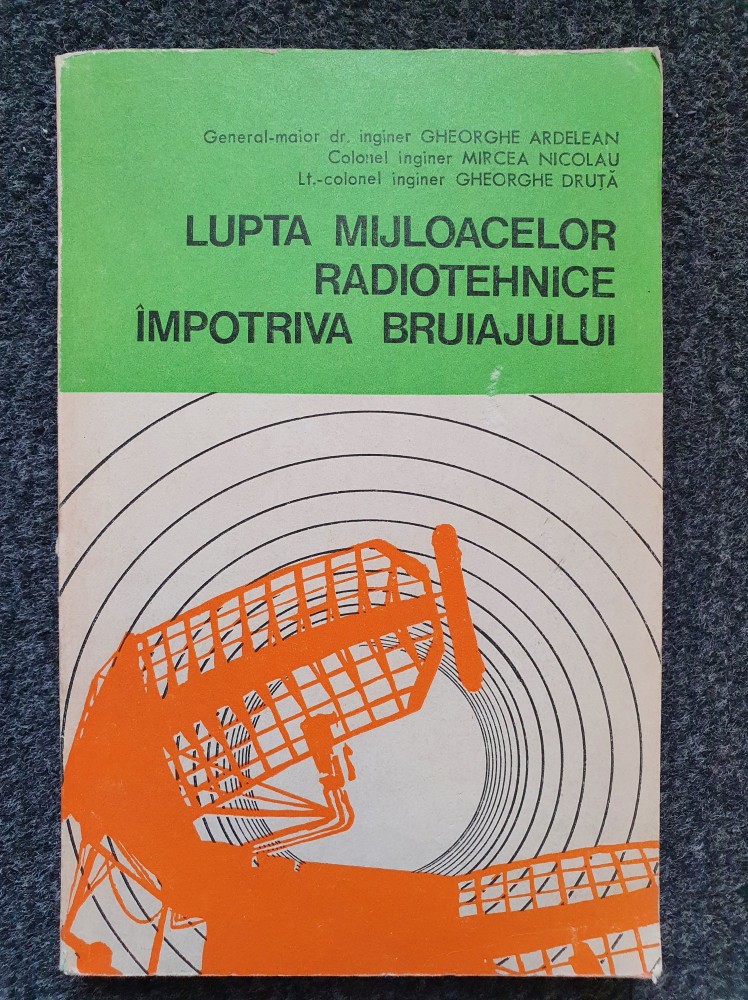 General-maior dr. inginer GHEORGHE ARDELEAN
Colonel inginer MIRCEA NICOLAU
Lt.-colonel inginer GHEORGHE DRUȚĂ
LUPTA MIJLOACELOR
RADIOTEHNICE
ÎMPOTRIVA BRUIAJULUI